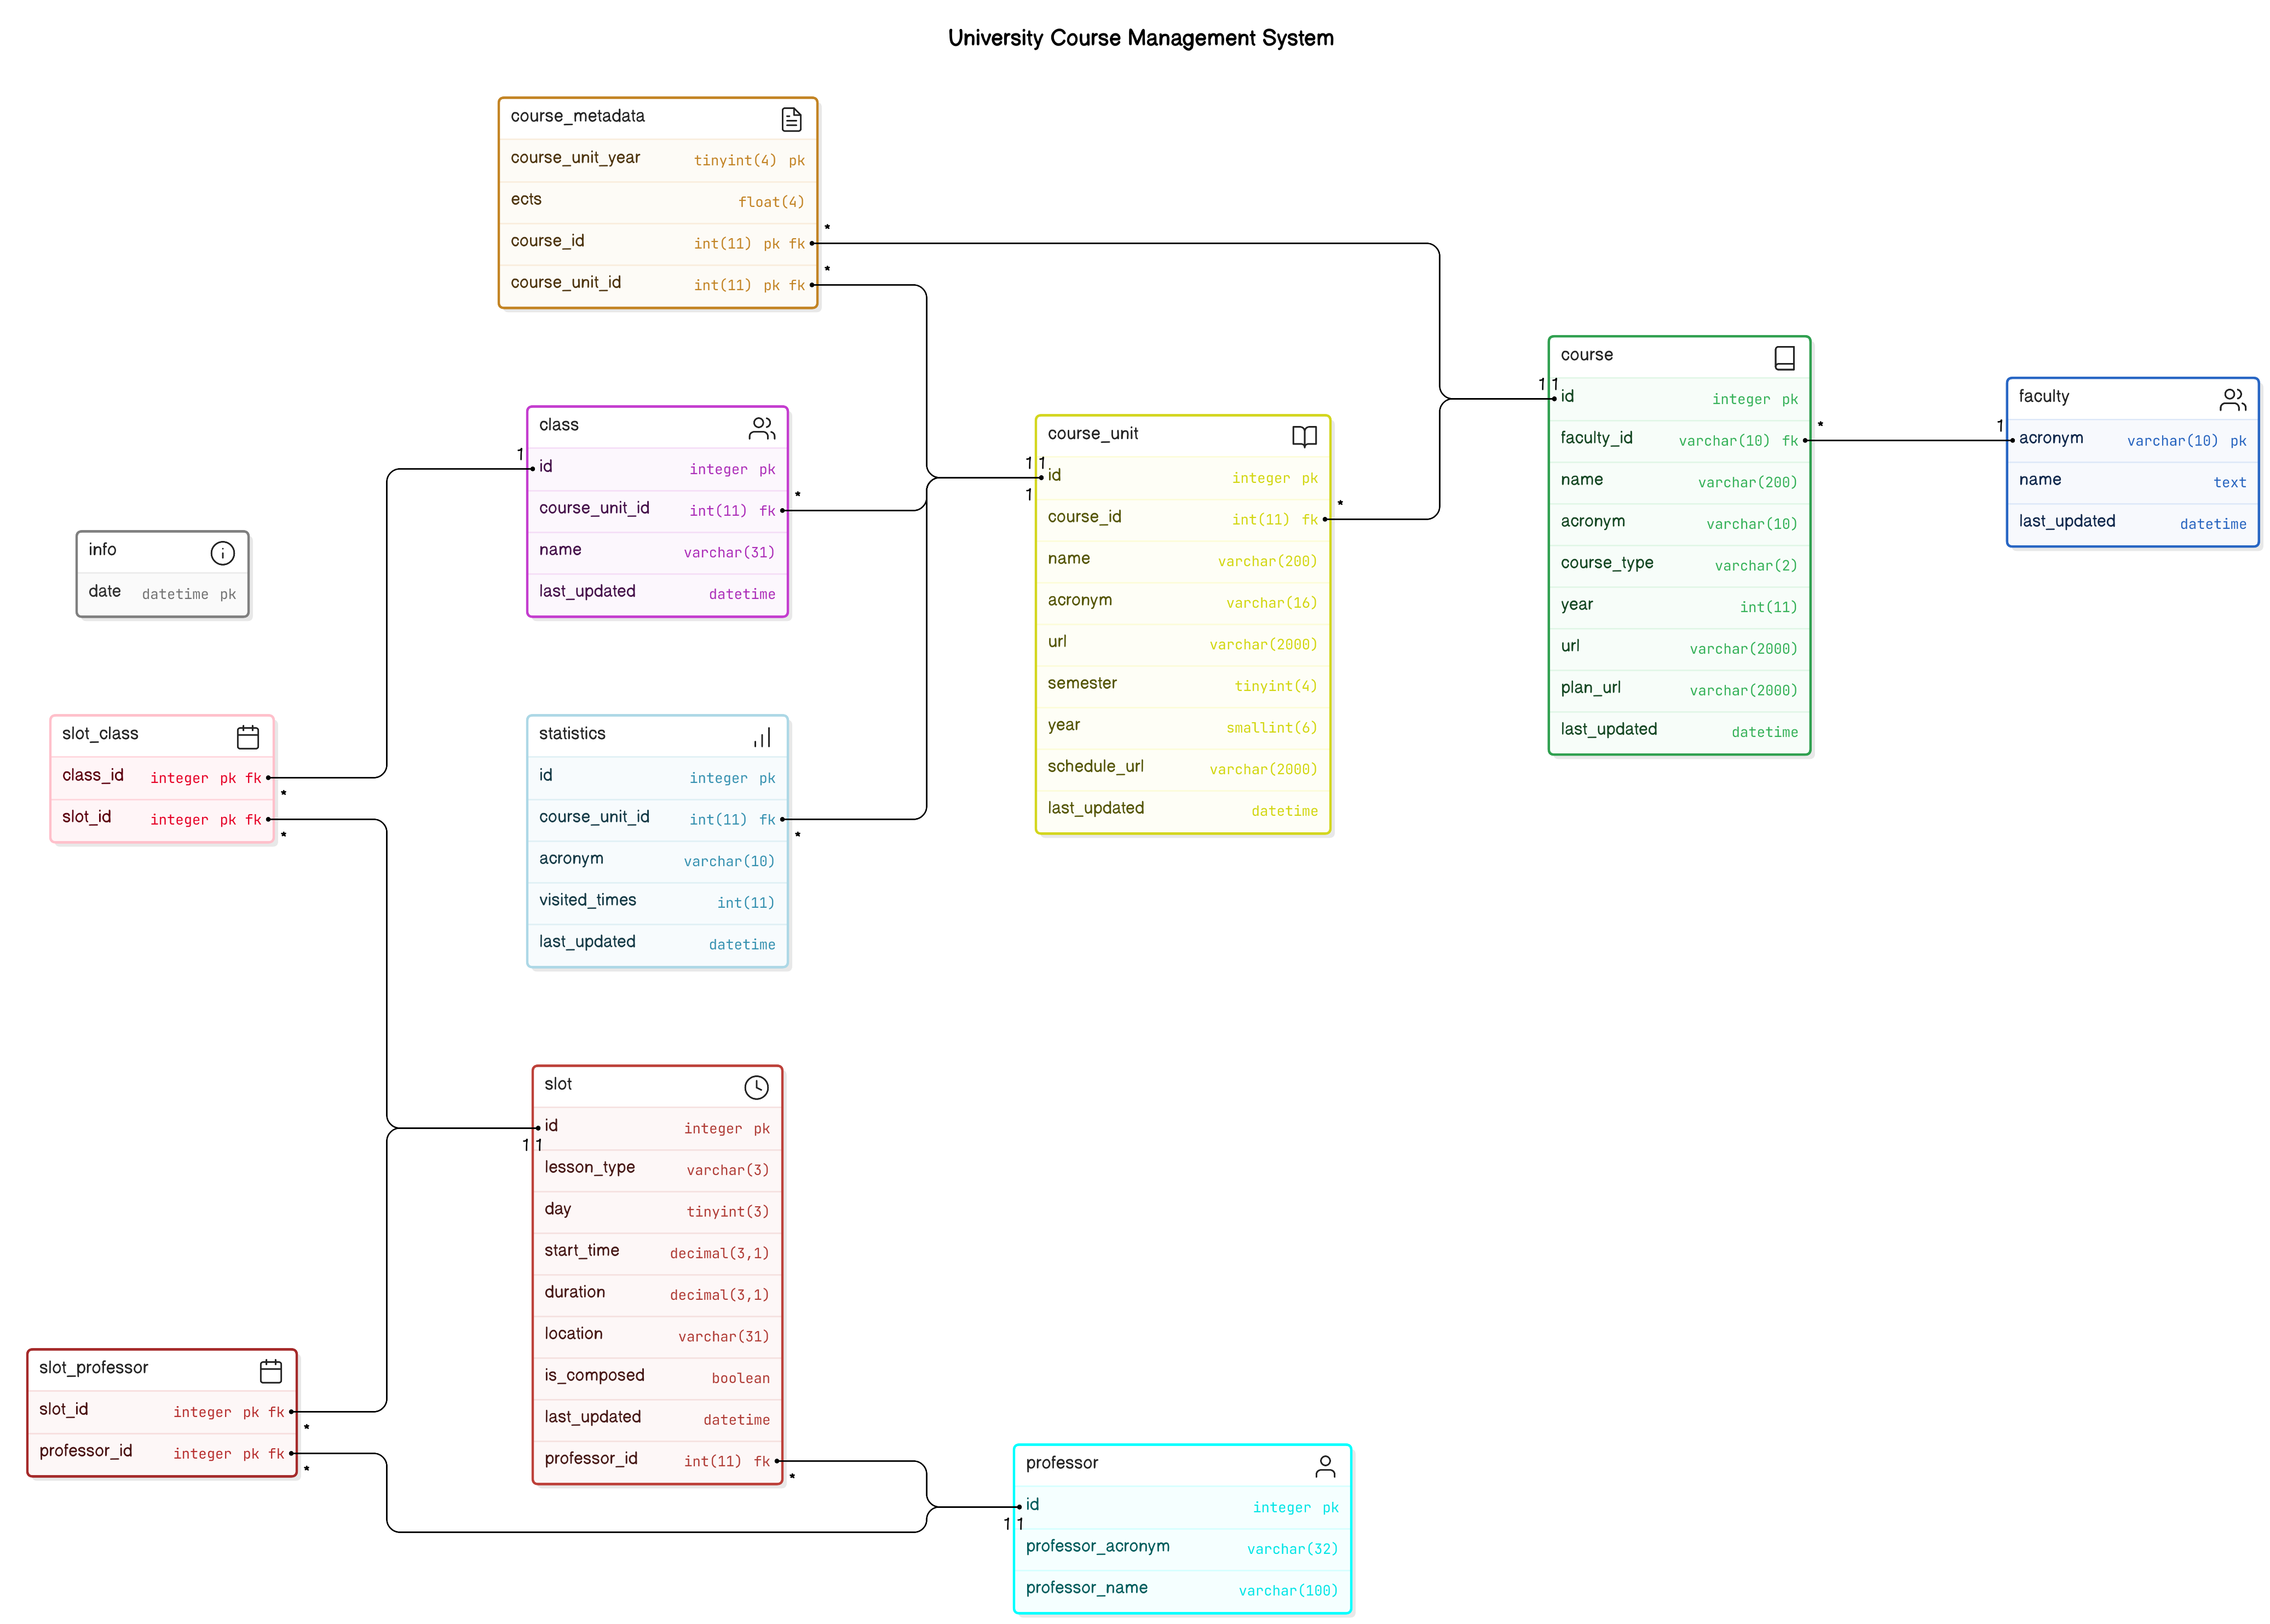 University Course Management System
course_metadata
course_unit_year tinyint(4) pk
ects float(4)
course_id int(11) pk fk
*
course_unit_id int(11) pk fk
*
course
id integer pk
1 1
faculty_id varchar(10) fk
*
name varchar(200)
acronym varchar(10)
course_type varchar(2)
year int(11)
url varchar(2000)
plan_url varchar(2000)
last_updated datetime
faculty
acronym varchar(10) pk
1
name text
last_updated datetime
class
id integer pk
1
course_unit_id int(11) fk
*
name varchar(31)
last_updated datetime
course_unit
id integer pk
1 1
1
course_id int(11) fk
*
name varchar(200)
acronym varchar(16)
url varchar(2000)
semester tinyint(4)
year smallint(6)
schedule_url varchar(2000)
last_updated datetime
info
date datetime pk
slot_class
class_id integer pk fk
*
slot_id integer pk fk
*
statistics
id integer pk
course_unit_id int(11) fk
*
acronym varchar(10)
visited_times int(11)
last_updated datetime
slot
id integer pk
1 1
lesson_type varchar(3)
day tinyint(3)
start_time decimal(3,1)
duration decimal(3,1)
location varchar(31)
is_composed boolean
last_updated datetime
professor_id int(11) fk
*
slot_professor
slot_id integer pk fk
*
professor_id integer pk fk
*
professor
id integer pk
1 1
professor_acronym varchar(32)
professor_name varchar(100)